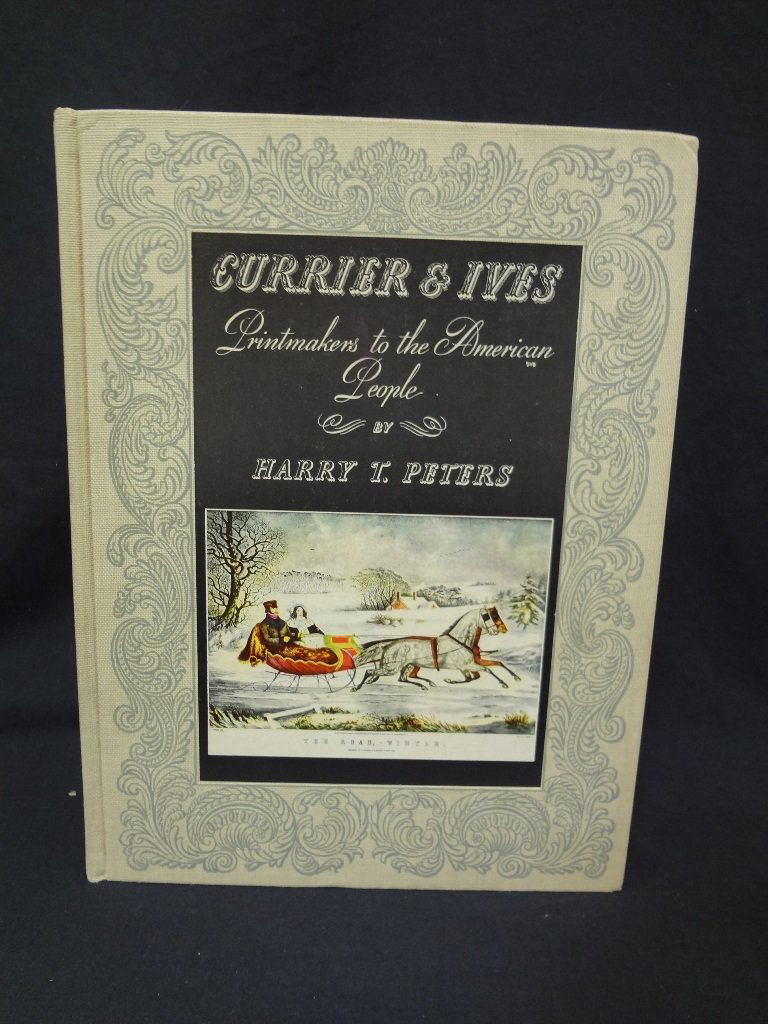 CURRIER & IVES
Printmakers to the American
People
BY
HARRY T. PETERS
THE ROAD, - WINTER.